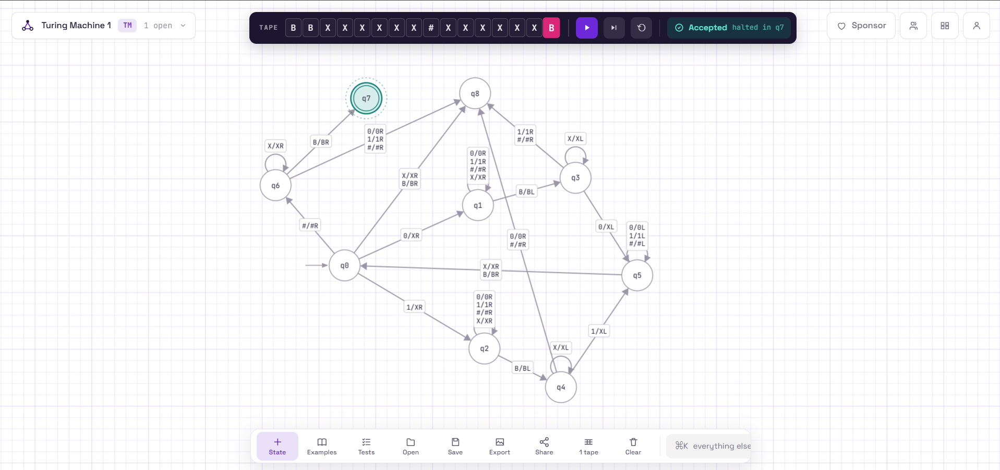 Turing Machine 1 TM 1 open
TAPE B B X X X X X X # X X X X X X B
Accepted halted in q7
Sponsor
q7
q8
0/0R
1/1R
#/#R
B/BR
X/XR
1/1R
#/#R
X/XL
0/0R
1/1R
#/#R
X/XR
X/XR
B/BR
q6
q3
B/BL
q1
#/#R
0/XR
0/0R
#/#R
0/XL
0/0L
1/1L
#/#L
q0
X/XR
B/BR
q5
1/XR
0/0R
1/1R
#/#R
X/XR
1/XL
q2
X/XL
B/BL
q4
State Examples Tests Open Save Export Share 1 tape Clear ⌘K everything else